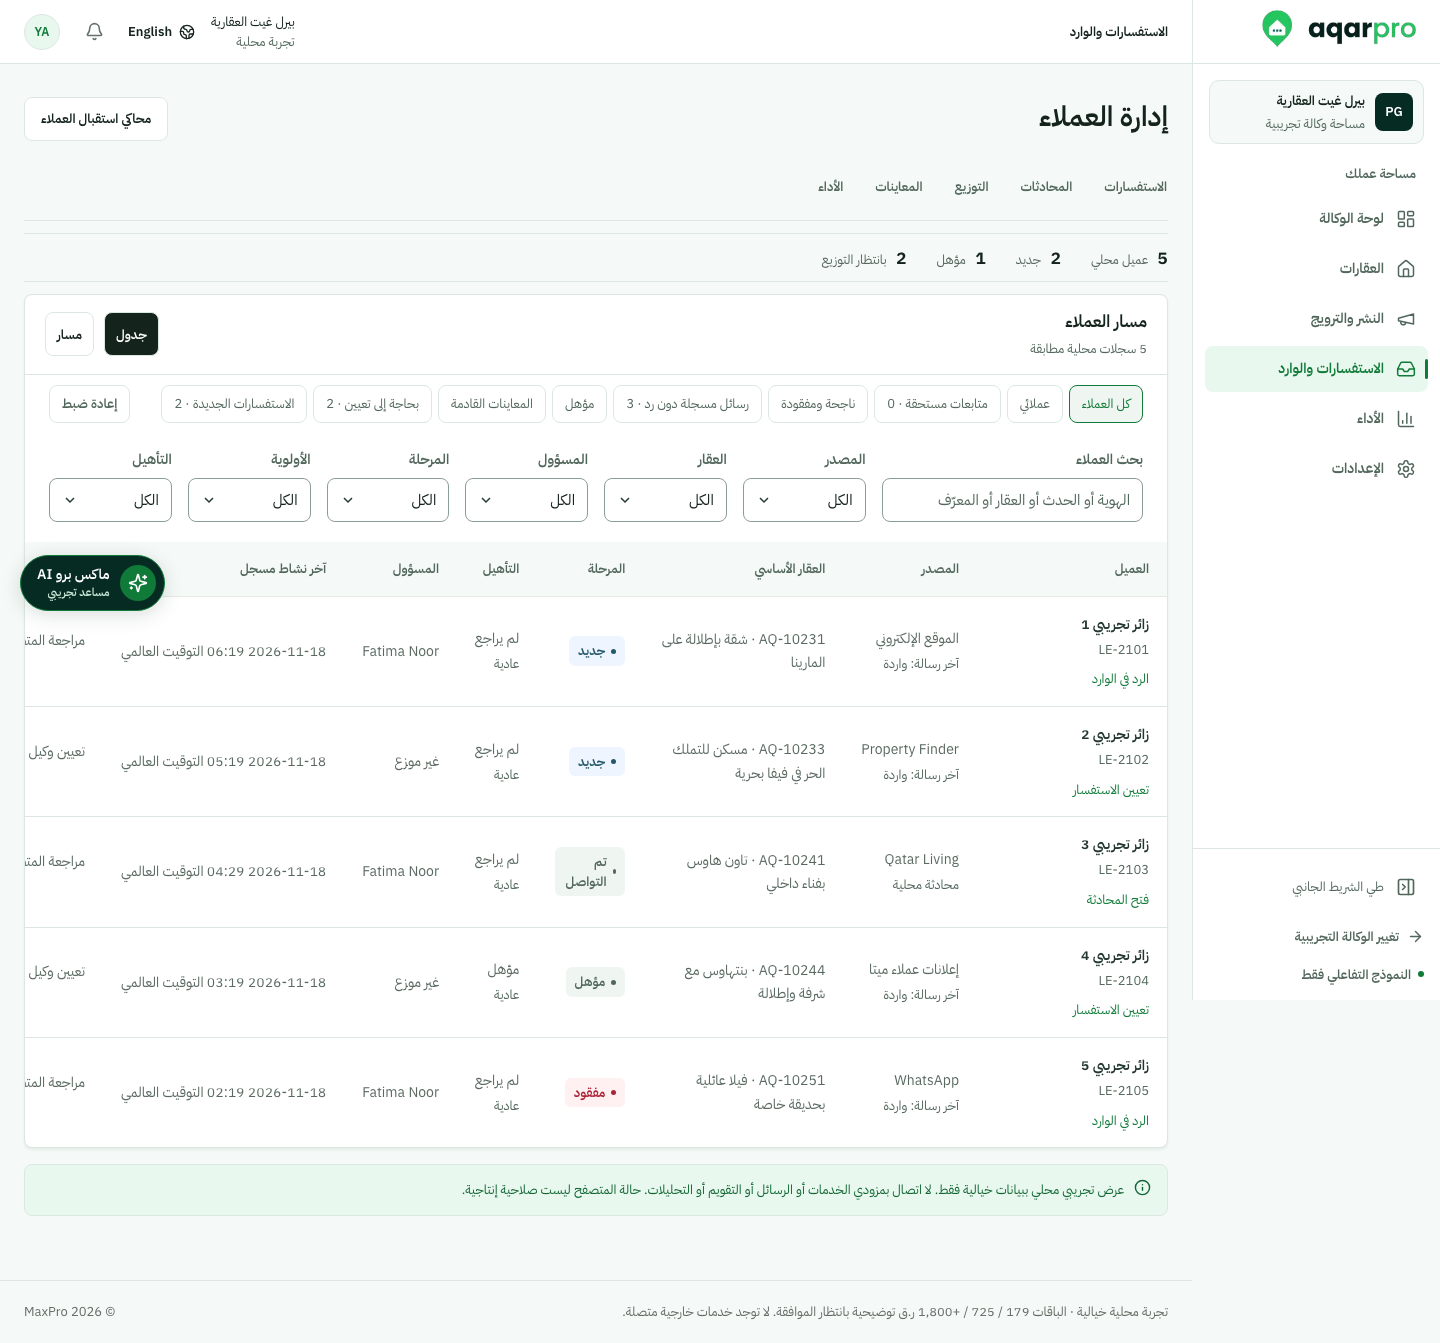 aqarpro
الاستفسارات والوارد
بيرل غيت العقارية
تجربة محلية
English
YA
PG
بيرل غيت العقارية
مساحة وكالة تجريبية
مساحة عملك
لوحة الوكالة
العقارات
النشر والترويج
الاستفسارات والوارد
الأداء
الإعدادات
طي الشريط الجانبي
تغيير الوكالة التجريبية
النموذج التفاعلي فقط
إدارة العملاء
محاكي استقبال العملاء
الاستفسارات
المحادثات
التوزيع
المعاينات
الأداء
5 عميل محلي
2 جديد
1 مؤهل
2 بانتظار التوزيع
مسار العملاء
5 سجلات محلية مطابقة
جدول
مسار
كل العملاء
عملائي
متابعات مستحقة · 0
ناجحة ومفقودة
رسائل مسجلة دون رد · 3
مؤهل
المعاينات القادمة
بحاجة إلى تعيين · 2
الاستفسارات الجديدة · 2
إعادة ضبط
بحث العملاء
المصدر
العقار
المسؤول
المرحلة
الأولوية
التأهيل
الهوية أو الحدث أو العقار أو المعرّف
الكل
الكل
الكل
الكل
الكل
الكل
العميل
المصدر
العقار الأساسي
المرحلة
التأهيل
المسؤول
آخر نشاط مسجل
ماكس برو AI
مساعد تجريبي
زائر تجريبي 1
LE-2101
الرد في الوارد
الموقع الإلكتروني
آخر رسالة: واردة
AQ-10231 · شقة بإطلالة على
المارينا
جديد
لم يراجع
عادية
Fatima Noor
2026-11-18 06:19 التوقيت العالمي
مراجعة
زائر تجريبي 2
LE-2102
تعيين الاستفسار
Property Finder
آخر رسالة: واردة
AQ-10233 · مسكن للتملك
الحر في فيفا بحرية
جديد
لم يراجع
عادية
غير موزع
2026-11-18 05:19 التوقيت العالمي
تعيين وكيل
زائر تجريبي 3
LE-2103
فتح المحادثة
Qatar Living
محادثة محلية
AQ-10241 · تاون هاوس
بفناء داخلي
تم
التواصل
لم يراجع
عادية
Fatima Noor
2026-11-18 04:29 التوقيت العالمي
مراجعة
زائر تجريبي 4
LE-2104
تعيين الاستفسار
إعلانات عملاء ميتا
آخر رسالة: واردة
AQ-10244 · بنتهاوس مع
شرفة وإطلالة
مؤهل
مؤهل
عادية
غير موزع
2026-11-18 03:19 التوقيت العالمي
تعيين وكيل
زائر تجريبي 5
LE-2105
الرد في الوارد
WhatsApp
آخر رسالة: واردة
AQ-10251 · فيلا عائلية
بحديقة خاصة
مفقود
لم يراجع
عادية
Fatima Noor
2026-11-18 02:19 التوقيت العالمي
مراجعة
عرض تجريبي محلي ببيانات خيالية فقط. لا اتصال بمزودي الخدمات أو الرسائل أو التقويم أو التحليلات. حالة المتصفح ليست صلاحية إنتاجية.
تجربة محلية خيالية · الباقات 179 / 725 / +1,800 ر.ق توضيحية بانتظار الموافقة. لا توجد خدمات خارجية متصلة.
© 2026 MaxPro